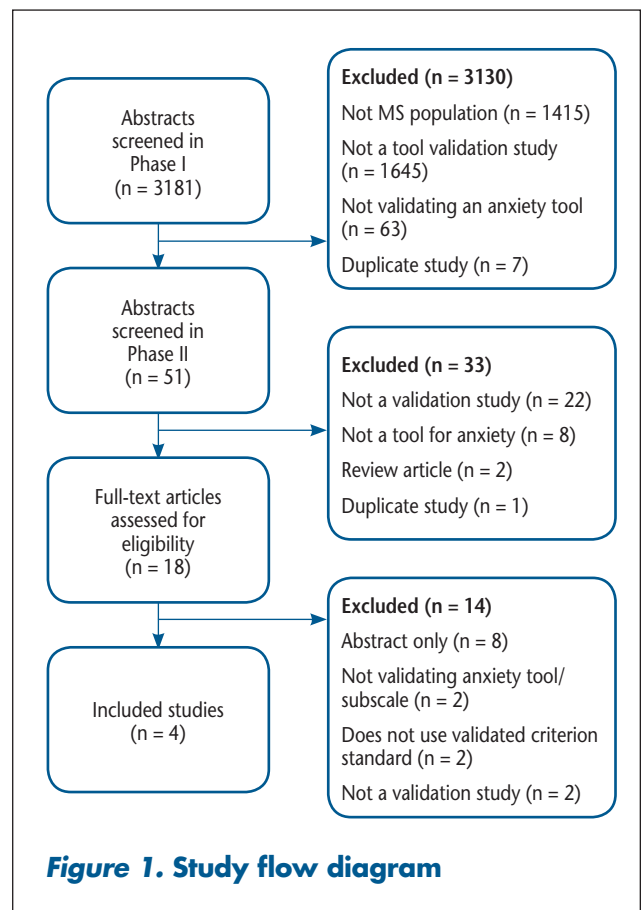 Abstracts
screened in
Phase I
(n = 3181)
Excluded (n = 3130)
Not MS population (n = 1415)
Not a tool validation study
(n = 1645)
Not validating an anxiety tool
(n = 63)
Duplicate study (n = 7)
Abstracts
screened in
Phase II
(n = 51)
Excluded (n = 33)
Not a validation study (n = 22)
Not a tool for anxiety (n = 8)
Review article (n = 2)
Duplicate study (n = 1)
Full-text articles
assessed for
eligibility
(n = 18)
Excluded (n = 14)
Abstract only (n = 8)
Not validating anxiety tool/
subscale (n = 2)
Does not use validated criterion
standard (n = 2)
Not a validation study (n = 2)
Included studies
(n = 4)
Figure 1. Study flow diagram